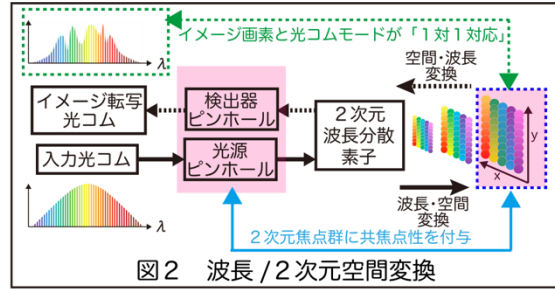 イメージ画素と光コムモードが「1対1対応」
λ
空間・波長
変換
イメージ転写
光コム
検出器
ピンホール
2次元
波長分散
素子
入力光コム
光源
ピンホール
y
x
λ
波長・空間
変換
2次元焦点群に共焦点性を付与
図2 波長/2次元空間変換